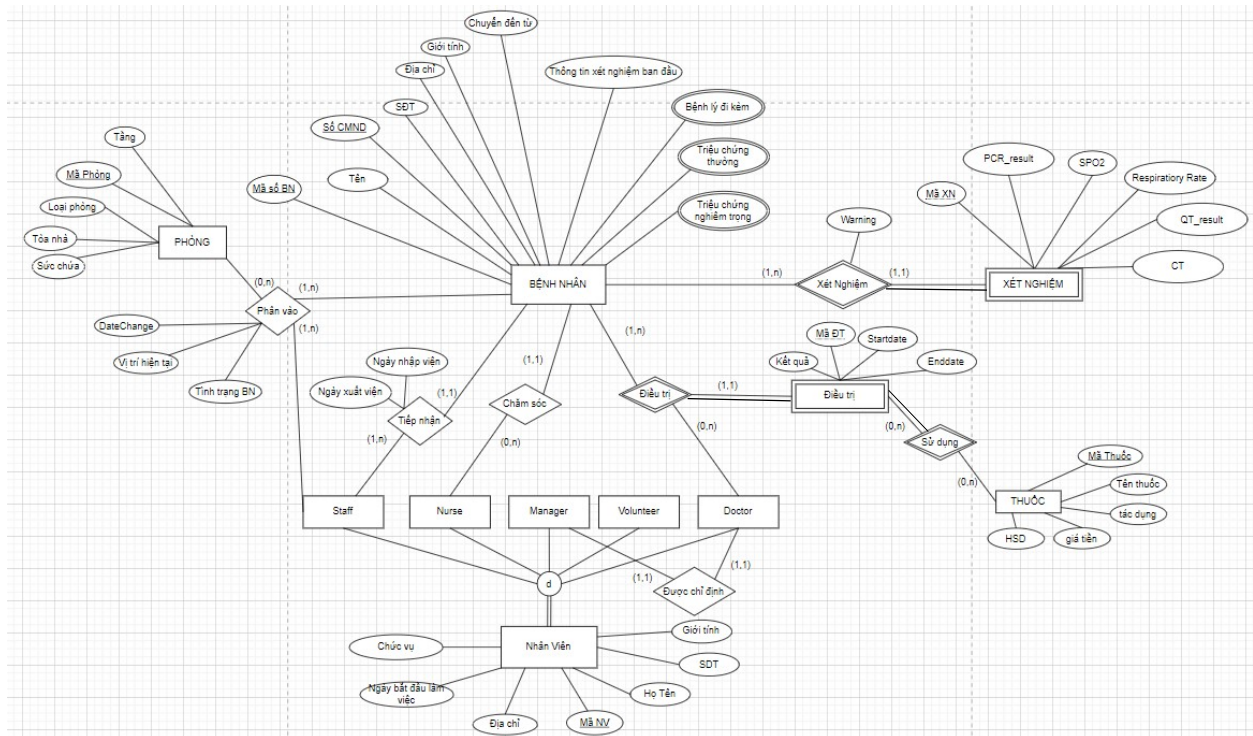 Chuyển đến từ
Giới tính
Địa chỉ
Thông tin xét nghiệm ban đầu
SĐT
Bệnh lý đi kèm
Số CMND
Tầng
Triệu chứng
thường
PCR_result
SPO2
Mã Phòng
Tên
Respiratiory Rate
Mã số BN
Mã XN
Loại phòng
Triệu chứng
nghiêm trọng
Warning
QT_result
Tòa nhà
PHÒNG
Sức chứa
CT
(0,n)
(1,n)
BỆNH NHÂN
(1,n)
Xét Nghiệm
(1,1)
XÉT NGHIỆM
Phân vào
(1,n)
DateChange
(1,n)
Mã ĐT
Startdate
Vị trí hiện tại
Ngày nhập viện
(1,1)
Kết quả
Enddate
Tình trạng BN
Ngày xuất viện
(1,1)
Chăm sóc
Điều trị
(1,1)
Điều trị
Tiếp nhận
(0,n)
(0,n)
Sử dụng
(1,n)
(0,n)
(0,n)
Mã Thuốc
Staff
Nurse
Manager
Volunteer
Doctor
THUỐC
Tên thuốc
tác dụng
HSD
giá tiền
(1,1)
(1,1)
d
Được chỉ định
Nhân Viên
Giới tính
Chức vụ
SDT
Ngày bắt đầu làm
việc
Họ Tên
Địa chỉ
Mã NV